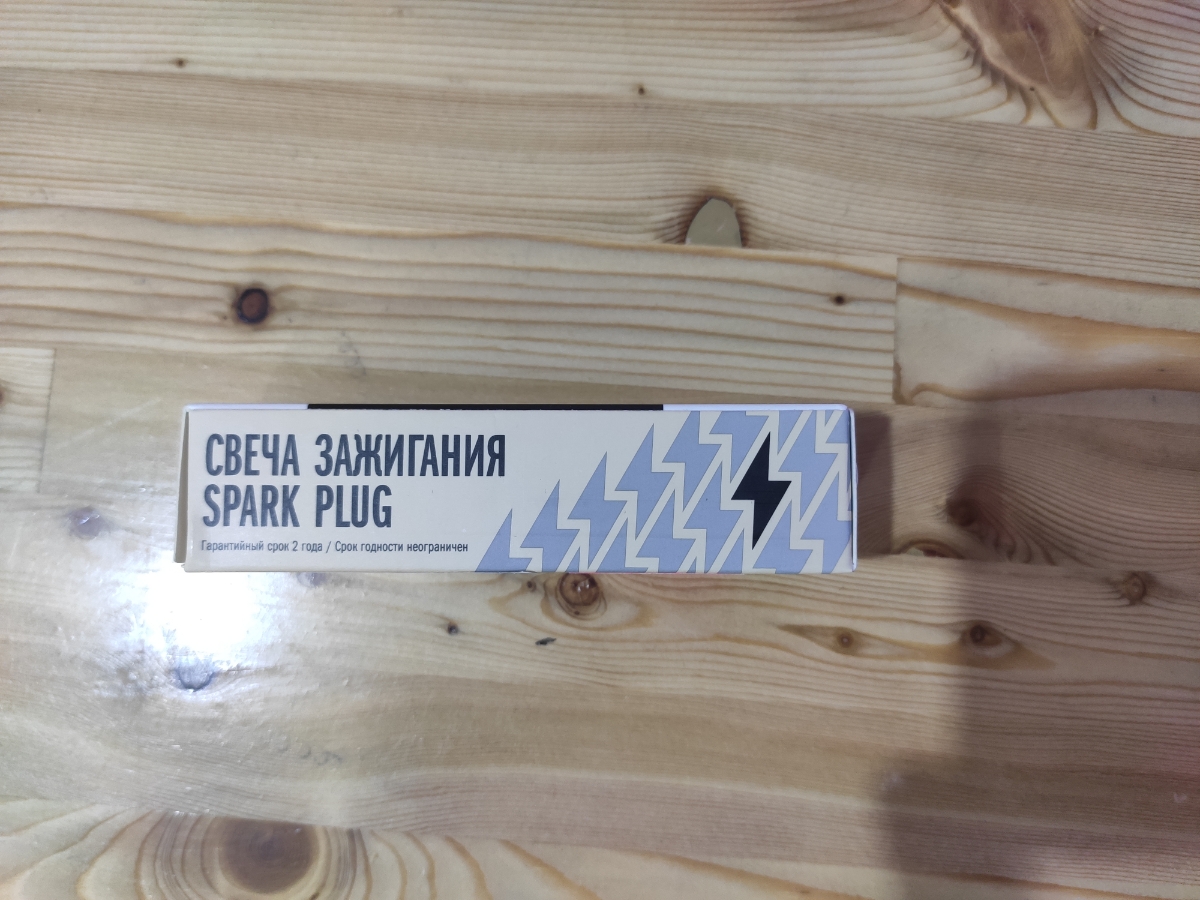 СВЕЧА ЗАЖИГАНИЯ
SPARK PLUG
Гарантийный срок 2 года / Срок годности неограничен